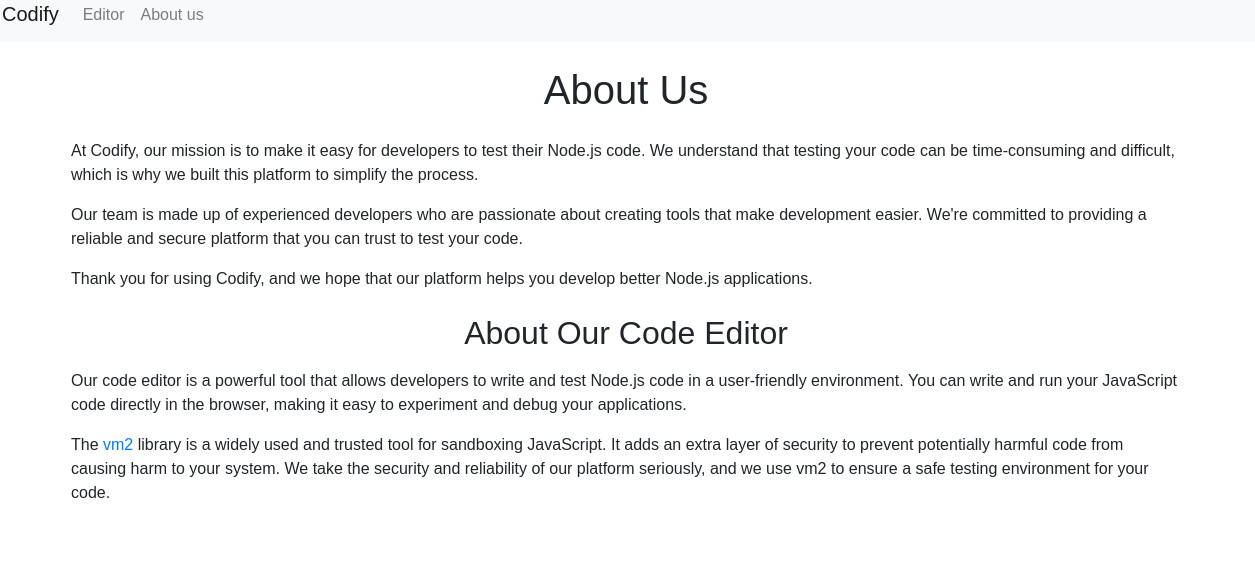 Codify Editor About us
About Us
At Codify, our mission is to make it easy for developers to test their Node.js code. We understand that testing your code can be time-consuming and difficult,
which is why we built this platform to simplify the process.
Our team is made up of experienced developers who are passionate about creating tools that make development easier. We're committed to providing a
reliable and secure platform that you can trust to test your code.
Thank you for using Codify, and we hope that our platform helps you develop better Node.js applications.
About Our Code Editor
Our code editor is a powerful tool that allows developers to write and test Node.js code in a user-friendly environment. You can write and run your JavaScript
code directly in the browser, making it easy to experiment and debug your applications.
The vm2 library is a widely used and trusted tool for sandboxing JavaScript. It adds an extra layer of security to prevent potentially harmful code from
causing harm to your system. We take the security and reliability of our platform seriously, and we use vm2 to ensure a safe testing environment for your
code.